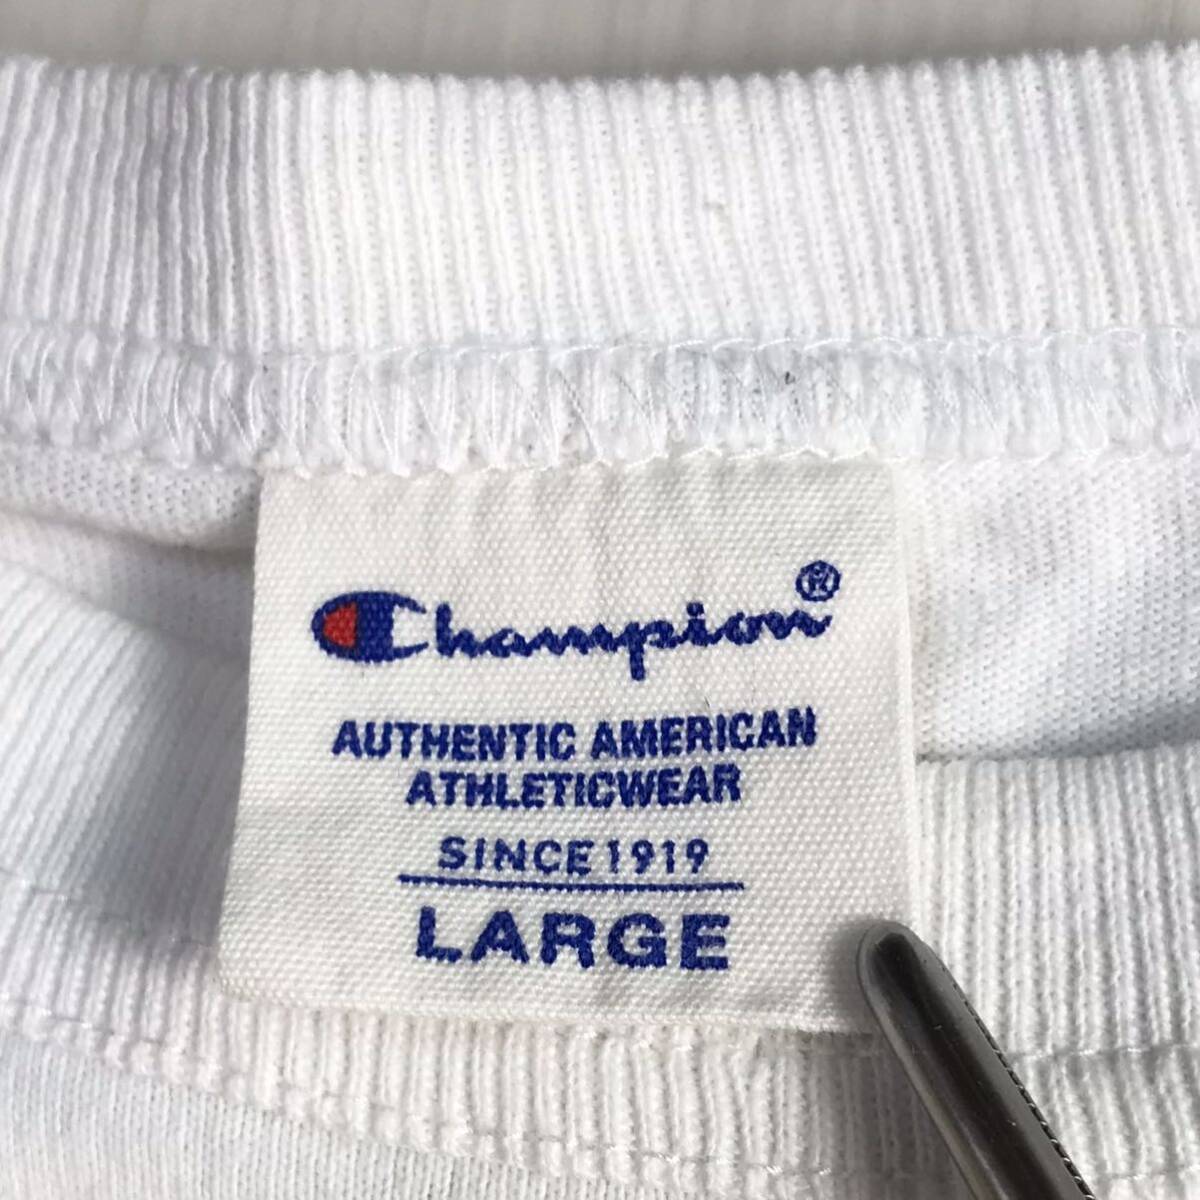 Champion®
AUTHENTIC AMERICAN
ATHLETICWEAR
SINCE 1919
LARGE